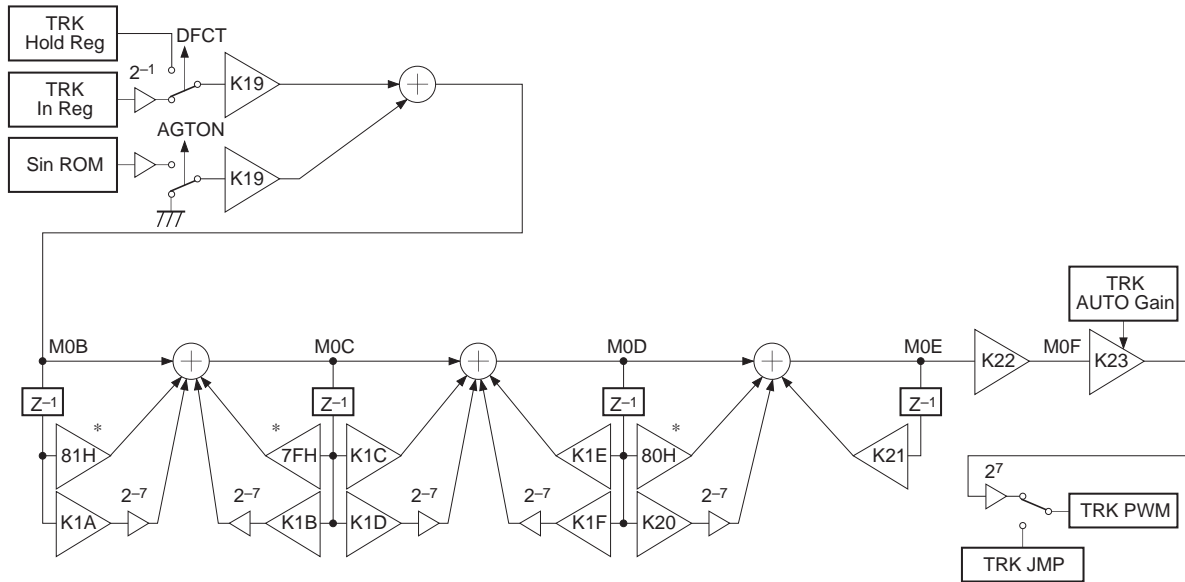 TRK
Hold Reg
DFCT
2–1
K19
TRK
In Reg
AGTON
Sin ROM
K19
TRK
AUTO Gain
M0B
M0C
M0D
M0E
K22
M0F
K23
Z–1
Z–1
Z–1
Z–1
*
*
*
81H
7FH
K1C
K1E
80H
K21
2–7
2–7
2–7
2–7
2–7
K1A
K1B
K1D
K1F
K20
27
TRK PWM
TRK JMP